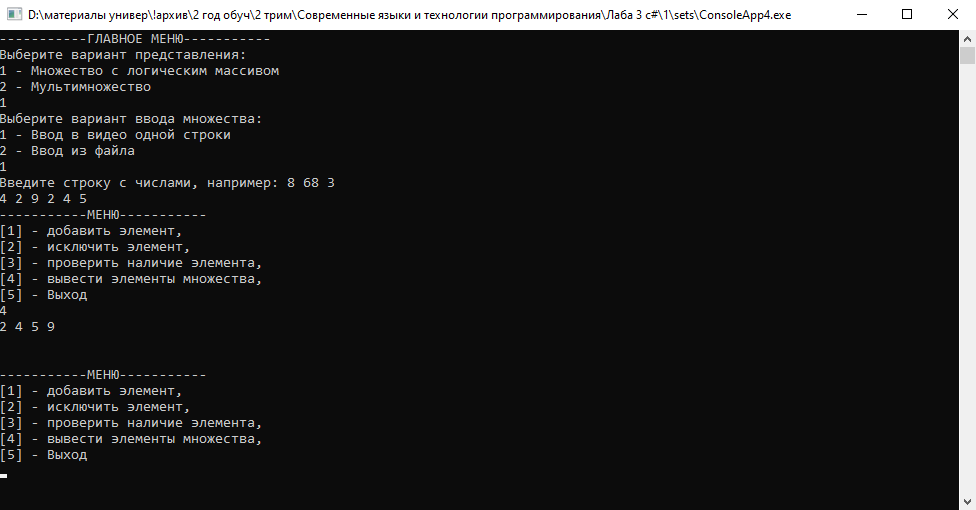 D:\материалы универ\!архив\2 год обуч\2 трим\Современные языки и технологии программирования\Лаба 3 c#\1\sets\ConsoleApp4.exe
-----------ГЛАВНОЕ МЕНЮ-----------
Выберите вариант представления:
1 - Множество с логическим массивом
2 - Мультимножество
1
Выберите вариант ввода множества:
1 - Ввод в видео одной строки
2 - Ввод из файла
1
Введите строку с числами, например: 8 68 3
4 2 9 2 4 5
-----------МЕНЮ-----------
[1] - добавить элемент,
[2] - исключить элемент,
[3] - проверить наличие элемента,
[4] - вывести элементы множества,
[5] - Выход
4
2 4 5 9
-----------МЕНЮ-----------
[1] - добавить элемент,
[2] - исключить элемент,
[3] - проверить наличие элемента,
[4] - вывести элементы множества,
[5] - Выход